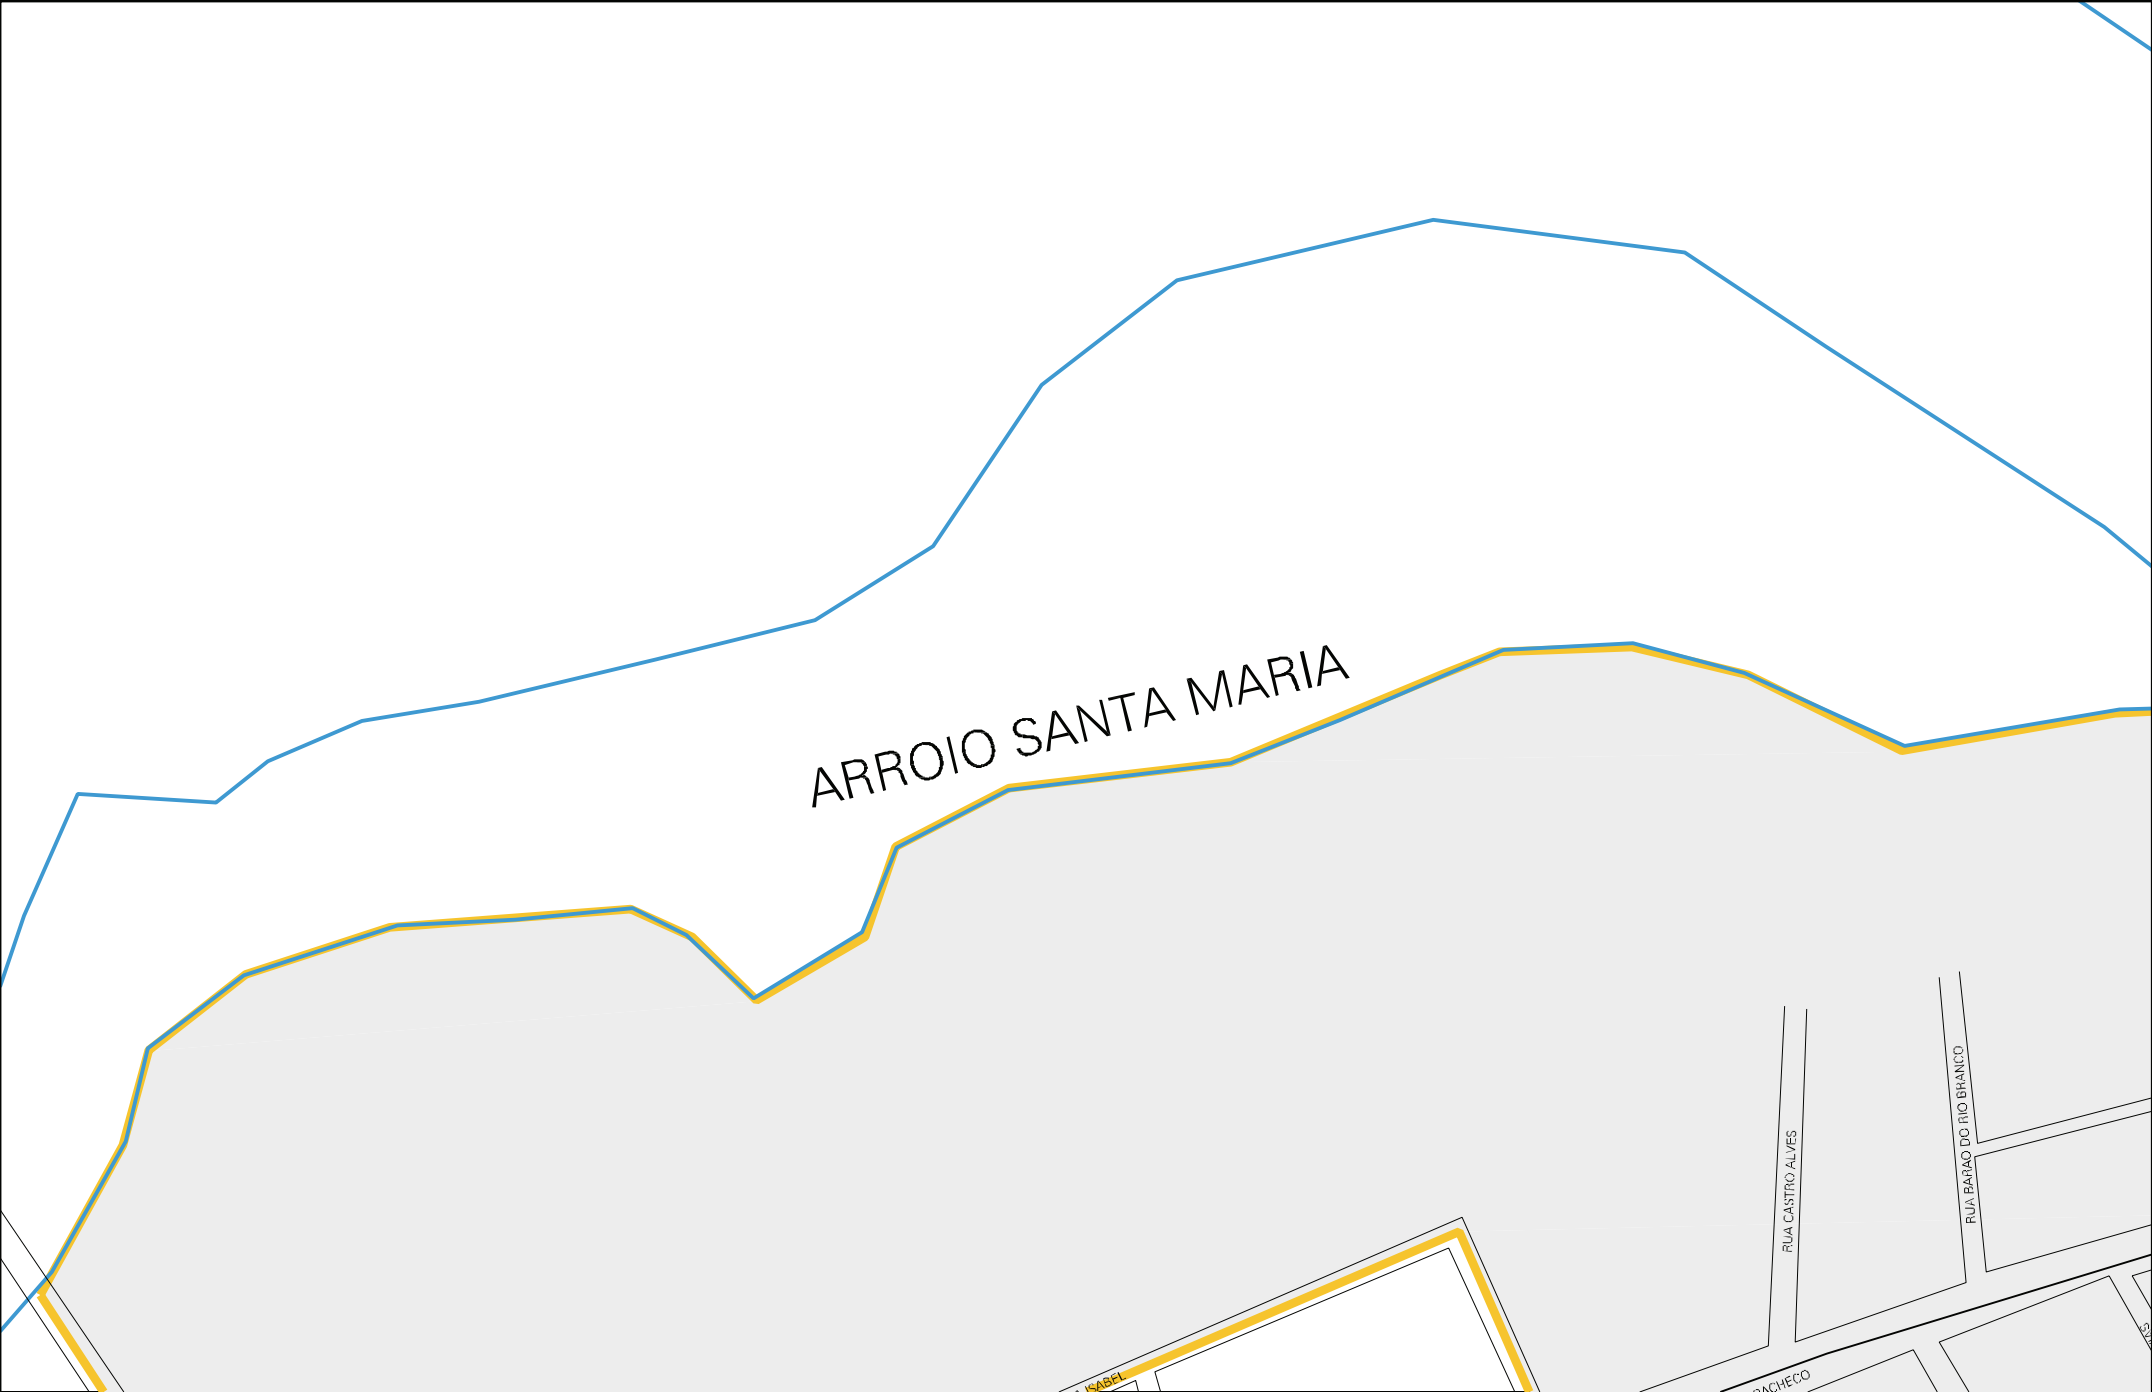 ARROIO SANTA MARIA
RUA BARAO DO RIO BRANCO
RUA CASTRO ALVES
ISABEL
PACHECO